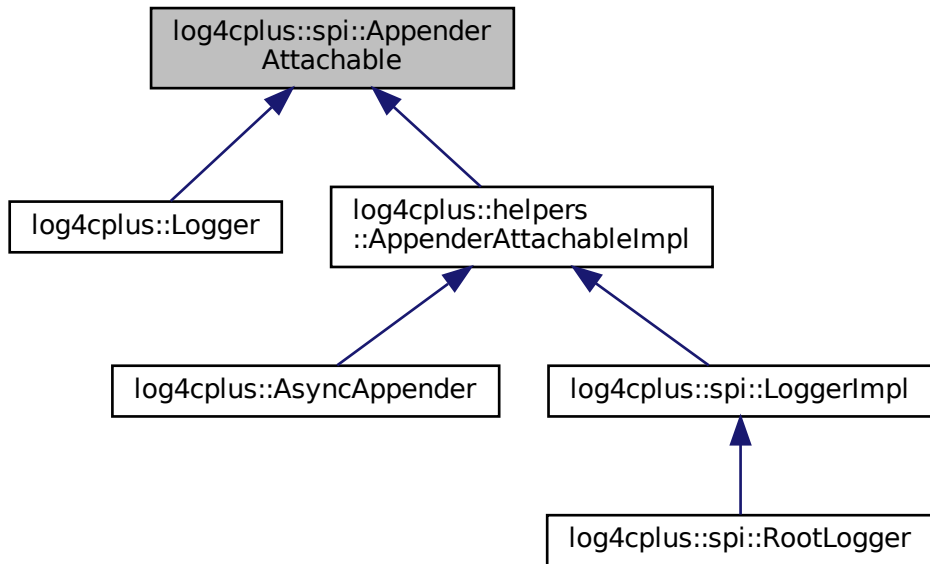 log4cplus::spi::Appender
Attachable
log4cplus::Logger
log4cplus::helpers
::AppenderAttachableImpl
log4cplus::AsyncAppender
log4cplus::spi::LoggerImpl
log4cplus::spi::RootLogger